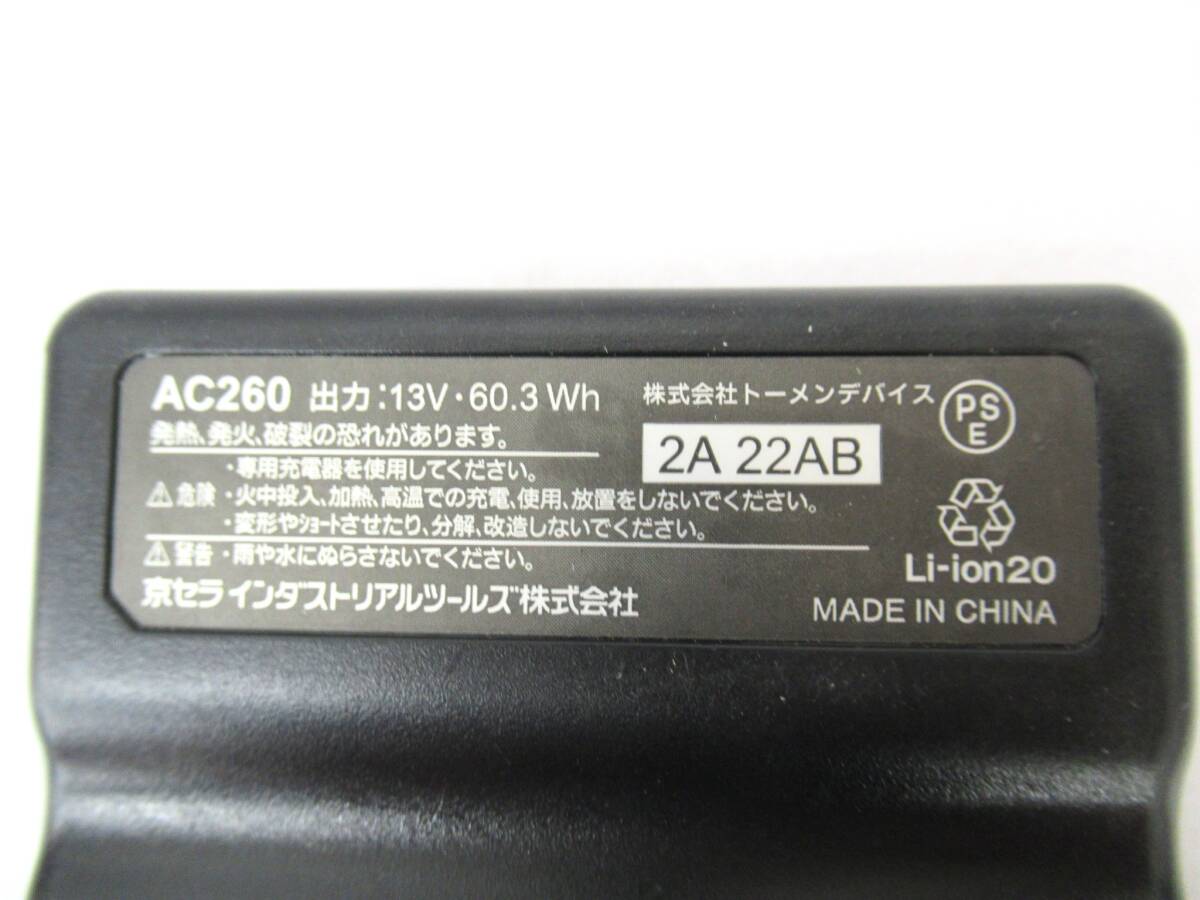 AC260 出力:13V・60.3Wh
発熱、発火、破裂の恐れがあります。
・専用充電器を使用してください。
⚠危険 ・火中投入、加熱、高温での充電、使用、放置をしないでください。
・変形やｼｮｰﾄさせたり、分解、改造しないでください。
⚠警告 ・雨や水にぬらさないでください。
京セラインダストリアルツールズ株式会社
株式会社トーメンデバイス
PSE
2A 22AB
Li-ion20
MADE IN CHINA